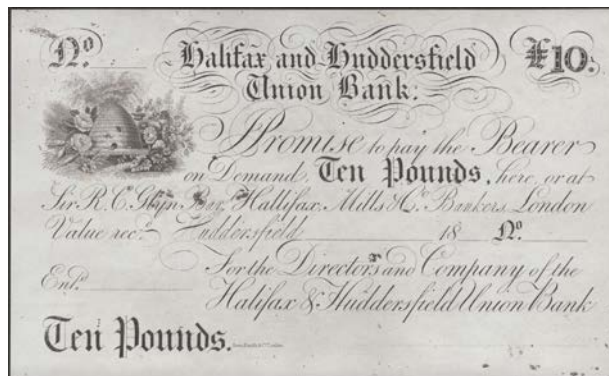 No. Halifax and Huddersfield £10.
Union Bank.
Promise to pay the Bearer
on Demand Ten Pounds, here, or at
Sir R. C. Glyn Bar. Hallifax, Mills & Co. Bankers London
Value rec.d Huddersfield 18 No.
For the Directors and Company of the
Ent.d
Halifax & Huddersfield Union Bank
Ten Pounds.